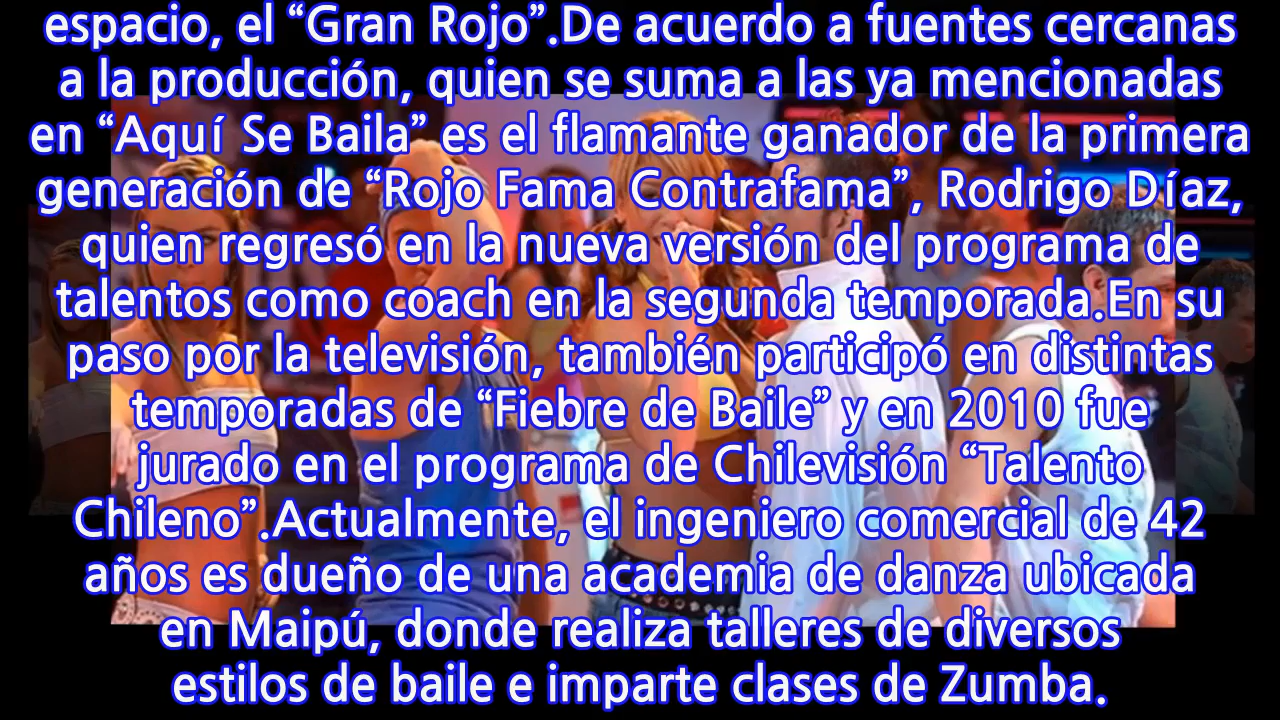 espacio, el “Gran Rojo”.De acuerdo a fuentes cercanas
a la producción, quien se suma a las ya mencionadas
en “Aquí Se Baila” es el flamante ganador de la primera
generación de “Rojo Fama Contrafama”, Rodrigo Díaz,
quien regresó en la nueva versión del programa de
talentos como coach en la segunda temporada.En su
paso por la televisión, también participó en distintas
temporadas de “Fiebre de Baile” y en 2010 fue
jurado en el programa de Chilevisión “Talento
Chileno”.Actualmente, el ingeniero comercial de 42
años es dueño de una academia de danza ubicada
en Maipú, donde realiza talleres de diversos
estilos de baile e imparte clases de Zumba.